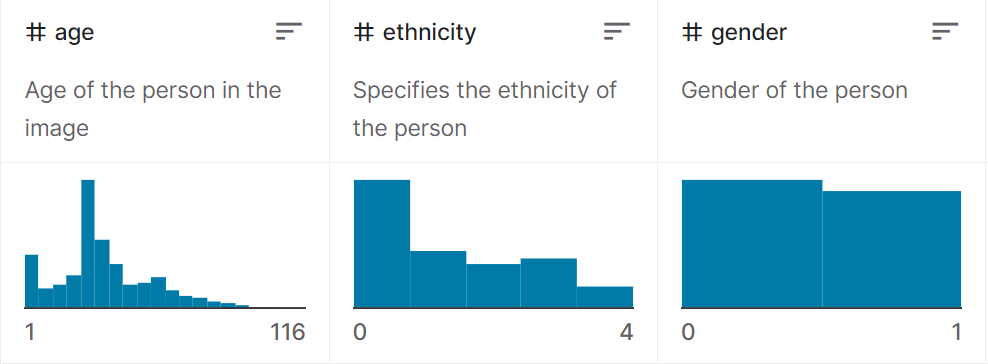 # age
Age of the person in the
image
1 116
# ethnicity
Specifies the ethnicity of
the person
0 4
# gender
Gender of the person
0 1